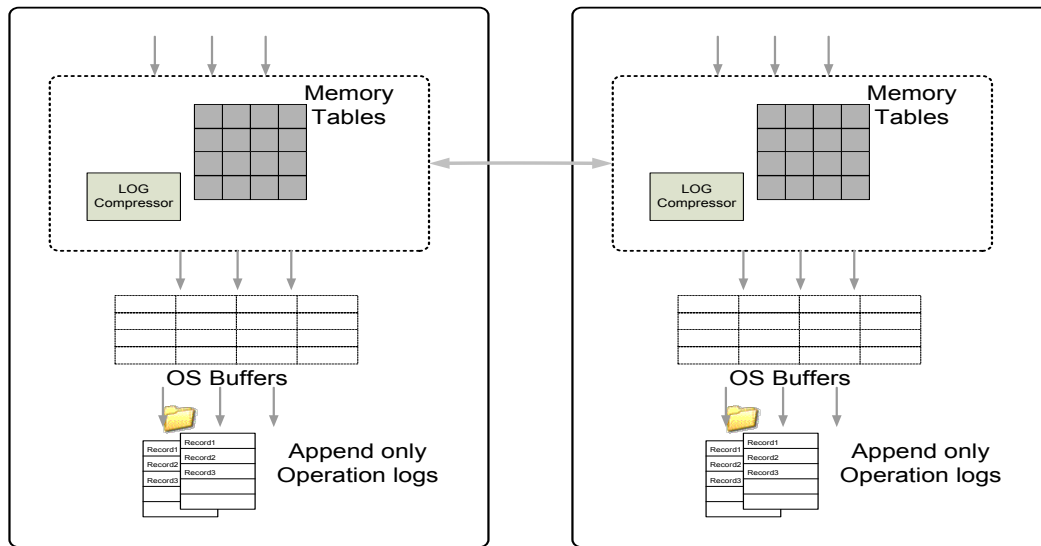 Memory
Tables
LOG
Compressor
OS Buffers
Record1
Record2
Record3
Record1
Record2
Record3
Append only
Operation logs
Memory
Tables
LOG
Compressor
OS Buffers
Record1
Record2
Record3
Record1
Record2
Record3
Append only
Operation logs